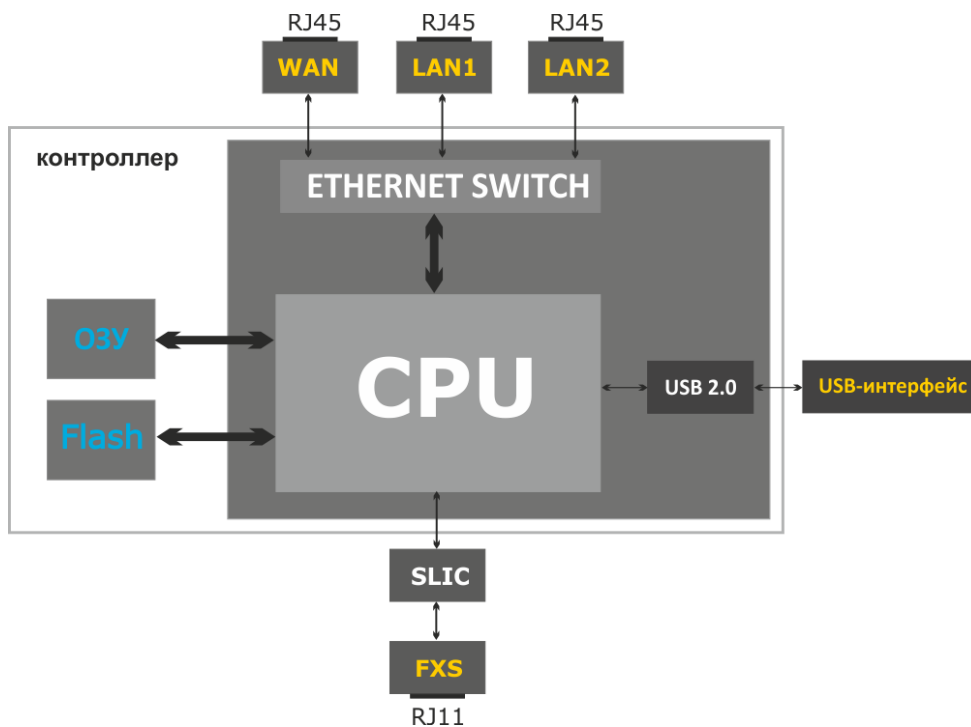 RJ45 RJ45 RJ45
WAN LAN1 LAN2
контроллер
ETHERNET SWITCH
ОЗУ
CPU
USB 2.0 USB-интерфейс
Flash
SLIC
FXS
RJ11